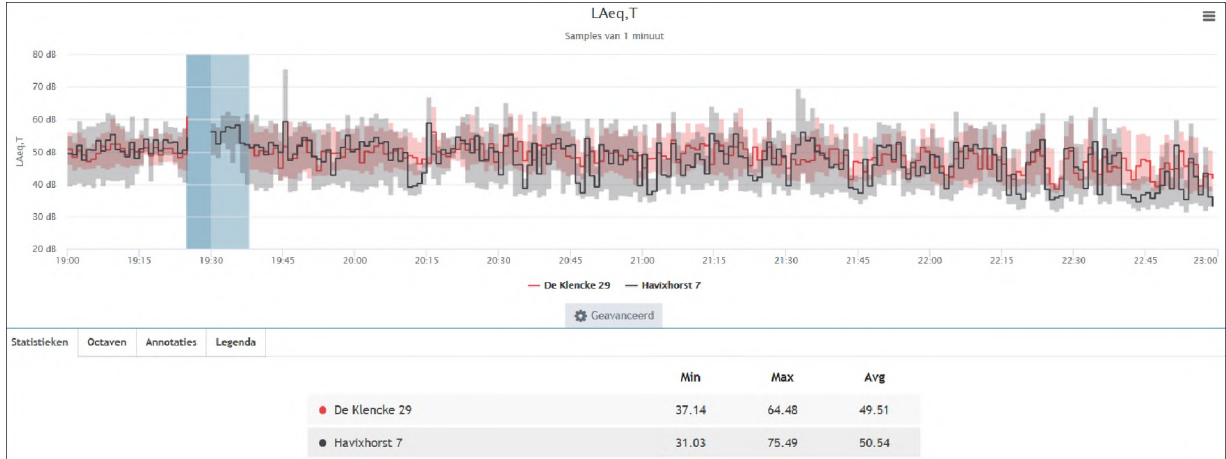 LAeq,T
Samples van 1 minuut
80 dB
70 dB
60 dB
50 dB
40 dB
30 dB
20 dB
LAeq,T
19:00 19:15 19:30 19:45 20:00 20:15 20:30 20:45 21:00 21:15 21:30 21:45 22:00 22:15 22:30 22:45 23:00
De Klencke 29 Havixhorst 7
Geavanceerd
Statistieken Octaven Annotaties Legenda
Min Max Avg
De Klencke 29 37.14 64.48 49.51
Havixhorst 7 31.03 75.49 50.54